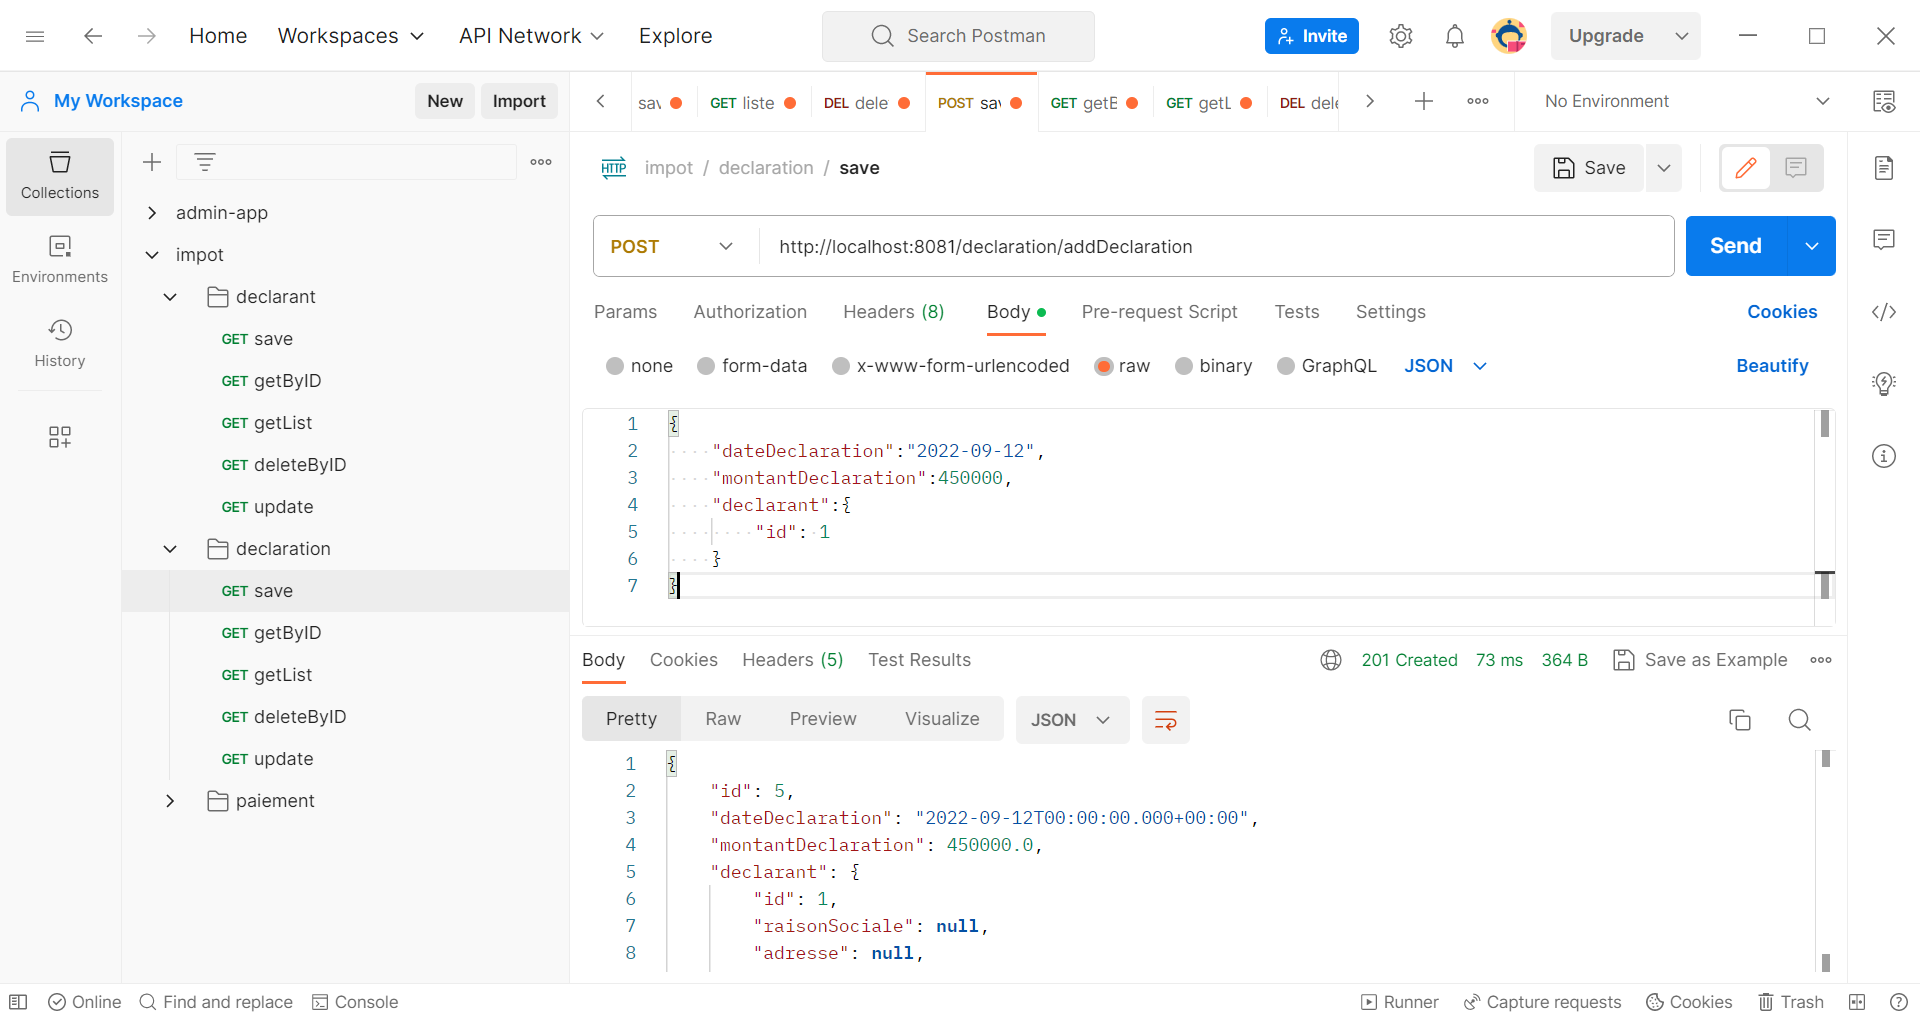 Home Workspaces API Network Explore Search Postman Invite Upgrade
My Workspace New Import
sav GET liste DEL dele POST sav GET getB GET getL DEL dele No Environment
Collections
Environments
History
admin-app
impot
declarant
GET save
GET getByID
GET getList
GET deleteByID
GET update
declaration
GET save
GET getByID
GET getList
GET deleteByID
GET update
paiement
HTTP impot / declaration / save Save
POST http://localhost:8081/declaration/addDeclaration Send
Params Authorization Headers (8) Body Pre-request Script Tests Settings Cookies
none form-data x-www-form-urlencoded raw binary GraphQL JSON Beautify
1 {
2 "dateDeclaration":"2022-09-12",
3 "montantDeclaration":450000,
4 "declarant":{
5 "id": 1
6 }
7 }
Body Cookies Headers (5) Test Results 201 Created 73 ms 364 B Save as Example
Pretty Raw Preview Visualize JSON
1 {
2 "id": 5,
3 "dateDeclaration": "2022-09-12T00:00:00.000+00:00",
4 "montantDeclaration": 450000.0,
5 "declarant": {
6 "id": 1,
7 "raisonSociale": null,
8 "adresse": null,
Online Find and replace Console Runner Capture requests Cookies Trash